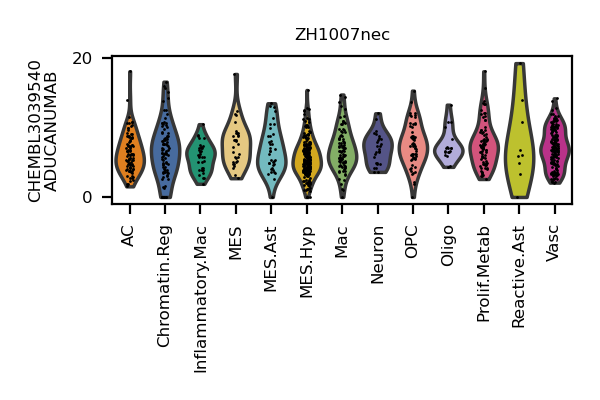 ZH1007nec
CHEMBL3039540
ADUCANUMAB
20
0
AC
Chromatin.Reg
Inflammatory.Mac
MES
MES.Ast
MES.Hyp
Mac
Neuron
OPC
Oligo
Prolif.Metab
Reactive.Ast
Vasc